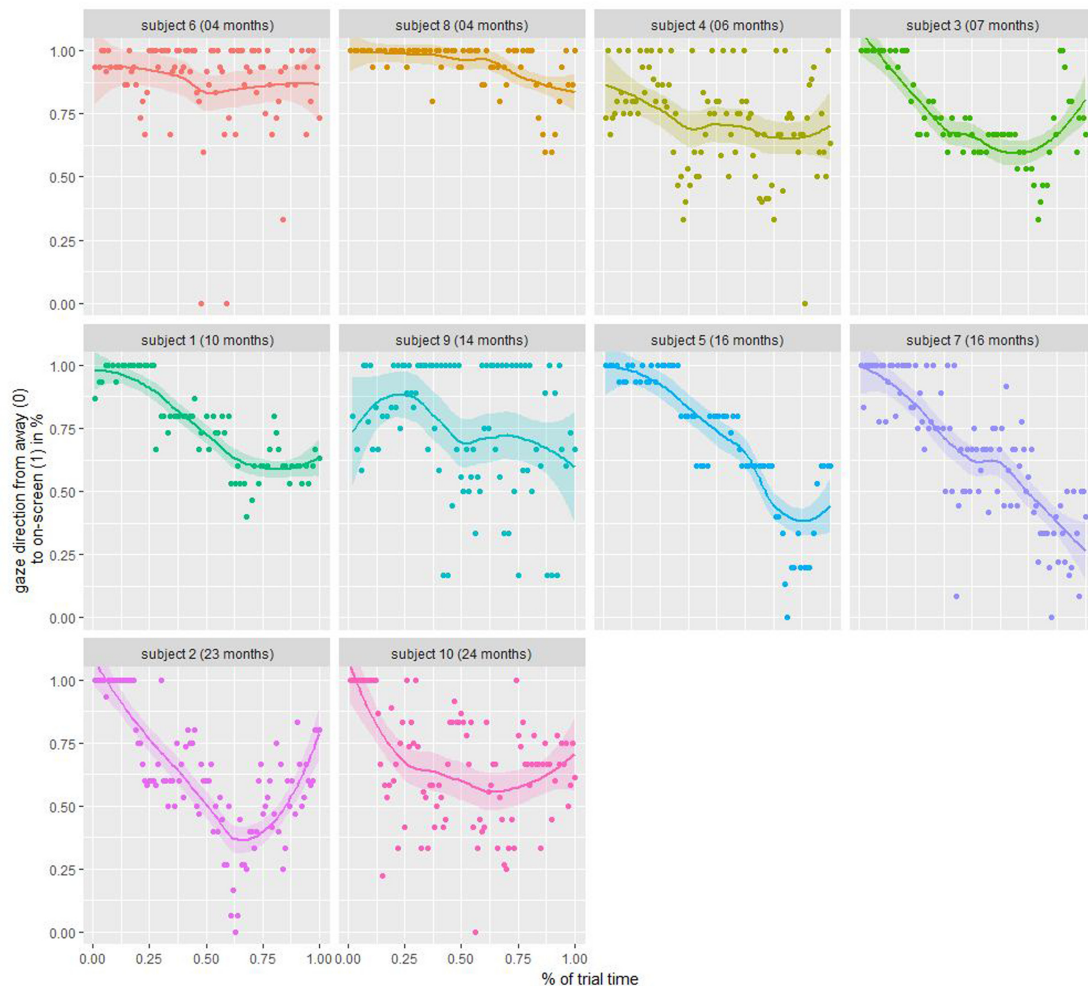 subject 6 (04 months)
subject 8 (04 months)
subject 4 (06 months)
subject 3 (07 months)
1.00
0.75
0.50
0.25
0.00
subject 1 (10 months)
subject 9 (14 months)
subject 5 (16 months)
subject 7 (16 months)
1.00
0.75
0.50
0.25
0.00
gaze direction from away (0)
to on-screen (1) in %
subject 2 (23 months)
subject 10 (24 months)
1.00
0.75
0.50
0.25
0.00
0.00 0.25 0.50 0.75 1.00 0.00 0.25 0.50 0.75 1.00
% of trial time